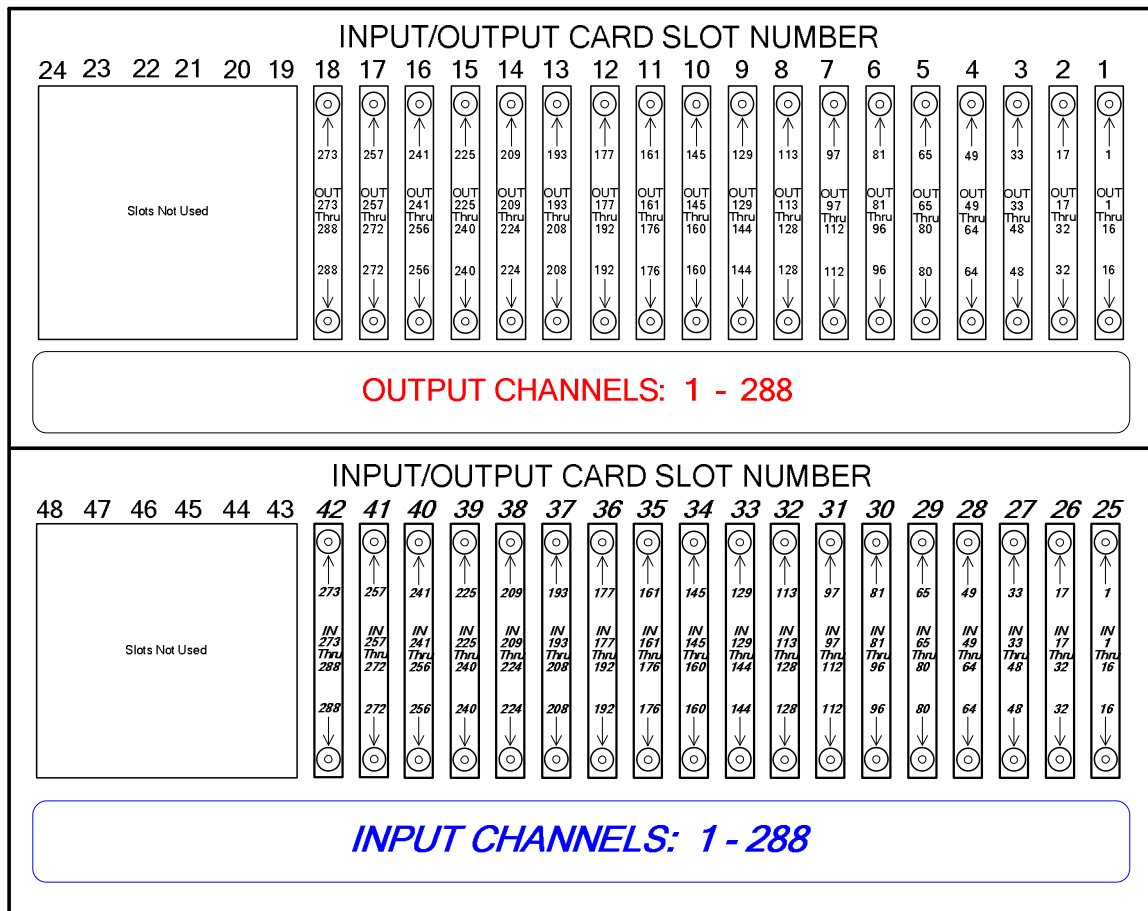 INPUT/OUTPUT CARD SLOT NUMBER
24 23 22 21 20 19 18 17 16 15 14 13 12 11 10 9 8 7 6 5 4 3 2 1
273 257 241 225 209 193 177 161 145 129 113 97 81 65 49 33 17 1
Slots Not Used
OUT OUT OUT OUT OUT OUT OUT OUT OUT OUT OUT OUT OUT OUT OUT OUT OUT OUT
273 257 241 225 209 193 177 161 145 129 113 97 81 65 49 33 17 1
Thru Thru Thru Thru Thru Thru Thru Thru Thru Thru Thru Thru Thru Thru Thru Thru Thru Thru
288 272 256 240 224 208 192 176 160 144 128 112 96 80 64 48 32 16
288 272 256 240 224 208 192 176 160 144 128 112 96 80 64 48 32 16
OUTPUT CHANNELS: 1 - 288
INPUT/OUTPUT CARD SLOT NUMBER
48 47 46 45 44 43 42 41 40 39 38 37 36 35 34 33 32 31 30 29 28 27 26 25
273 257 241 225 209 193 177 161 145 129 113 97 81 65 49 33 17 1
Slots Not Used
IN IN IN IN IN IN IN IN IN IN IN IN IN IN IN IN IN IN
273 257 241 225 209 193 177 161 145 129 113 97 81 65 49 33 17 1
Thru Thru Thru Thru Thru Thru Thru Thru Thru Thru Thru Thru Thru Thru Thru Thru Thru Thru
288 272 256 240 224 208 192 176 160 144 128 112 96 80 64 48 32 16
288 272 256 240 224 208 192 176 160 144 128 112 96 80 64 48 32 16
INPUT CHANNELS: 1 - 288